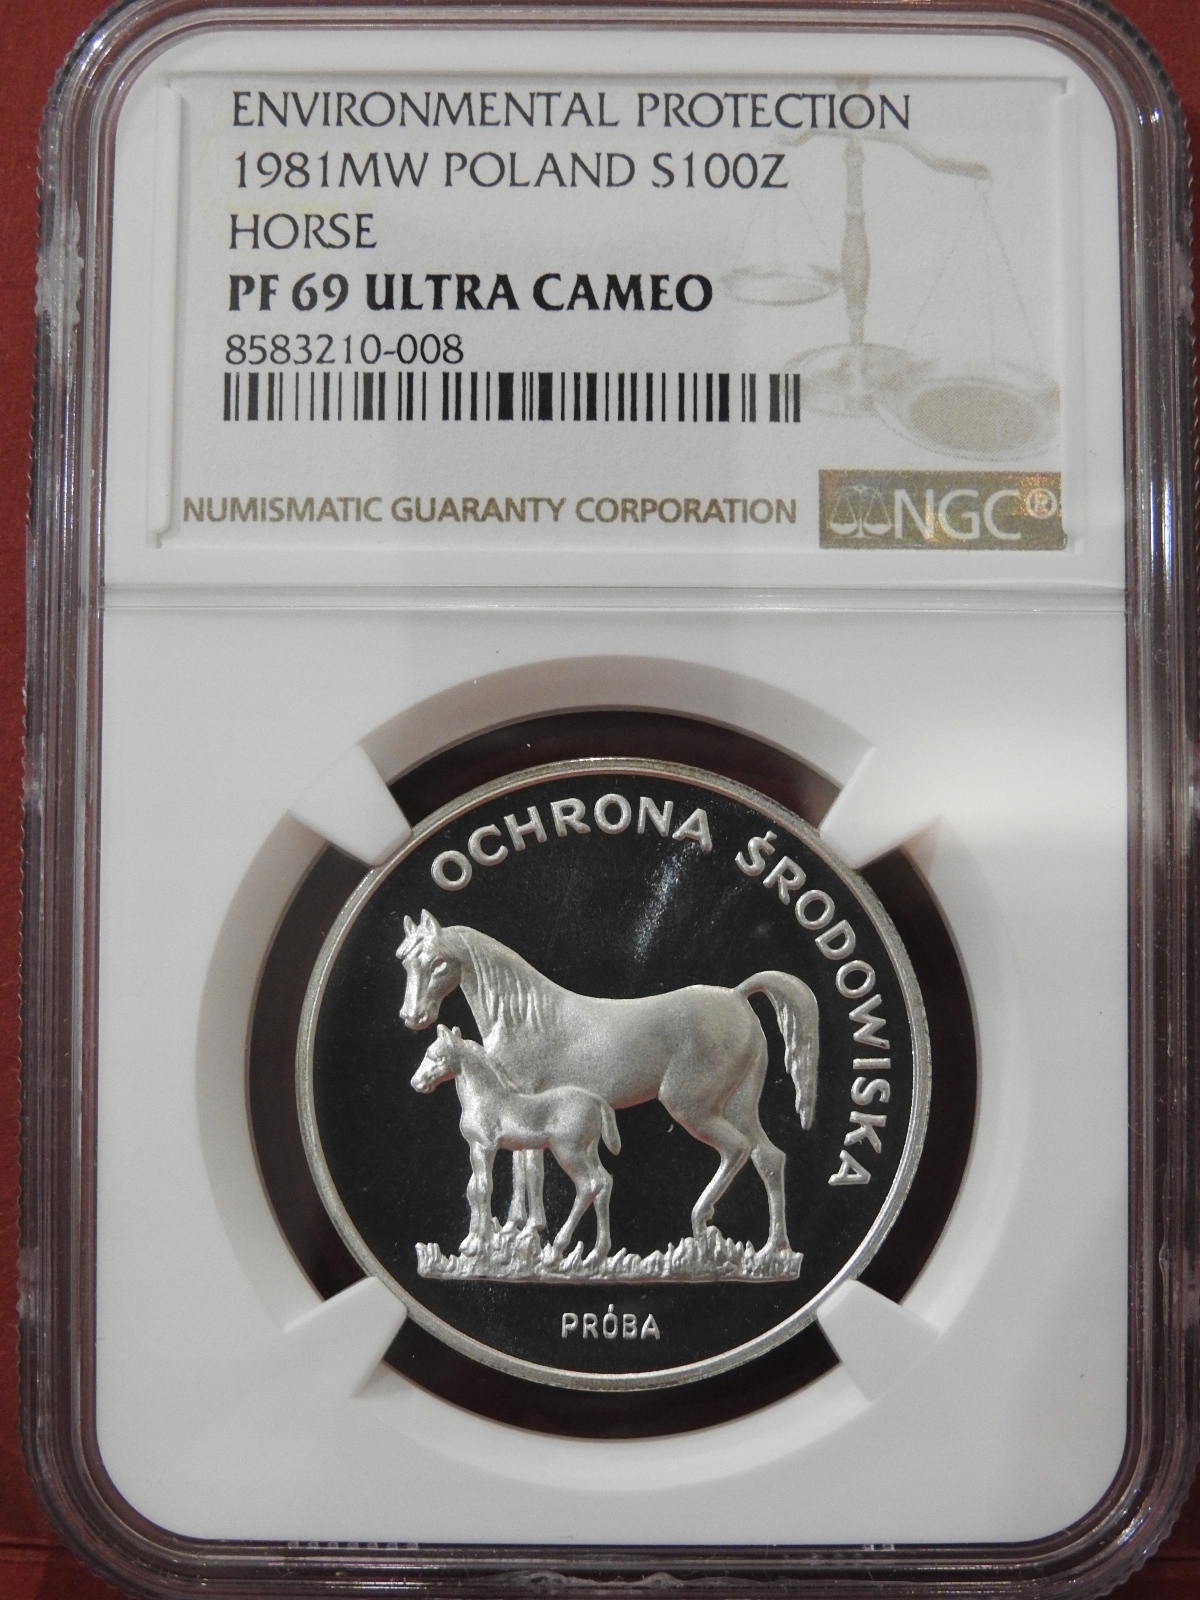 ENVIRONMENTAL PROTECTION
1981MW POLAND S100Z
HORSE
PF 69 ULTRA CAMEO
8583210-008
NUMISMATIC GUARANTY CORPORATION NGC®
OCHRONA ŚRODOWISKA
PRÓBA